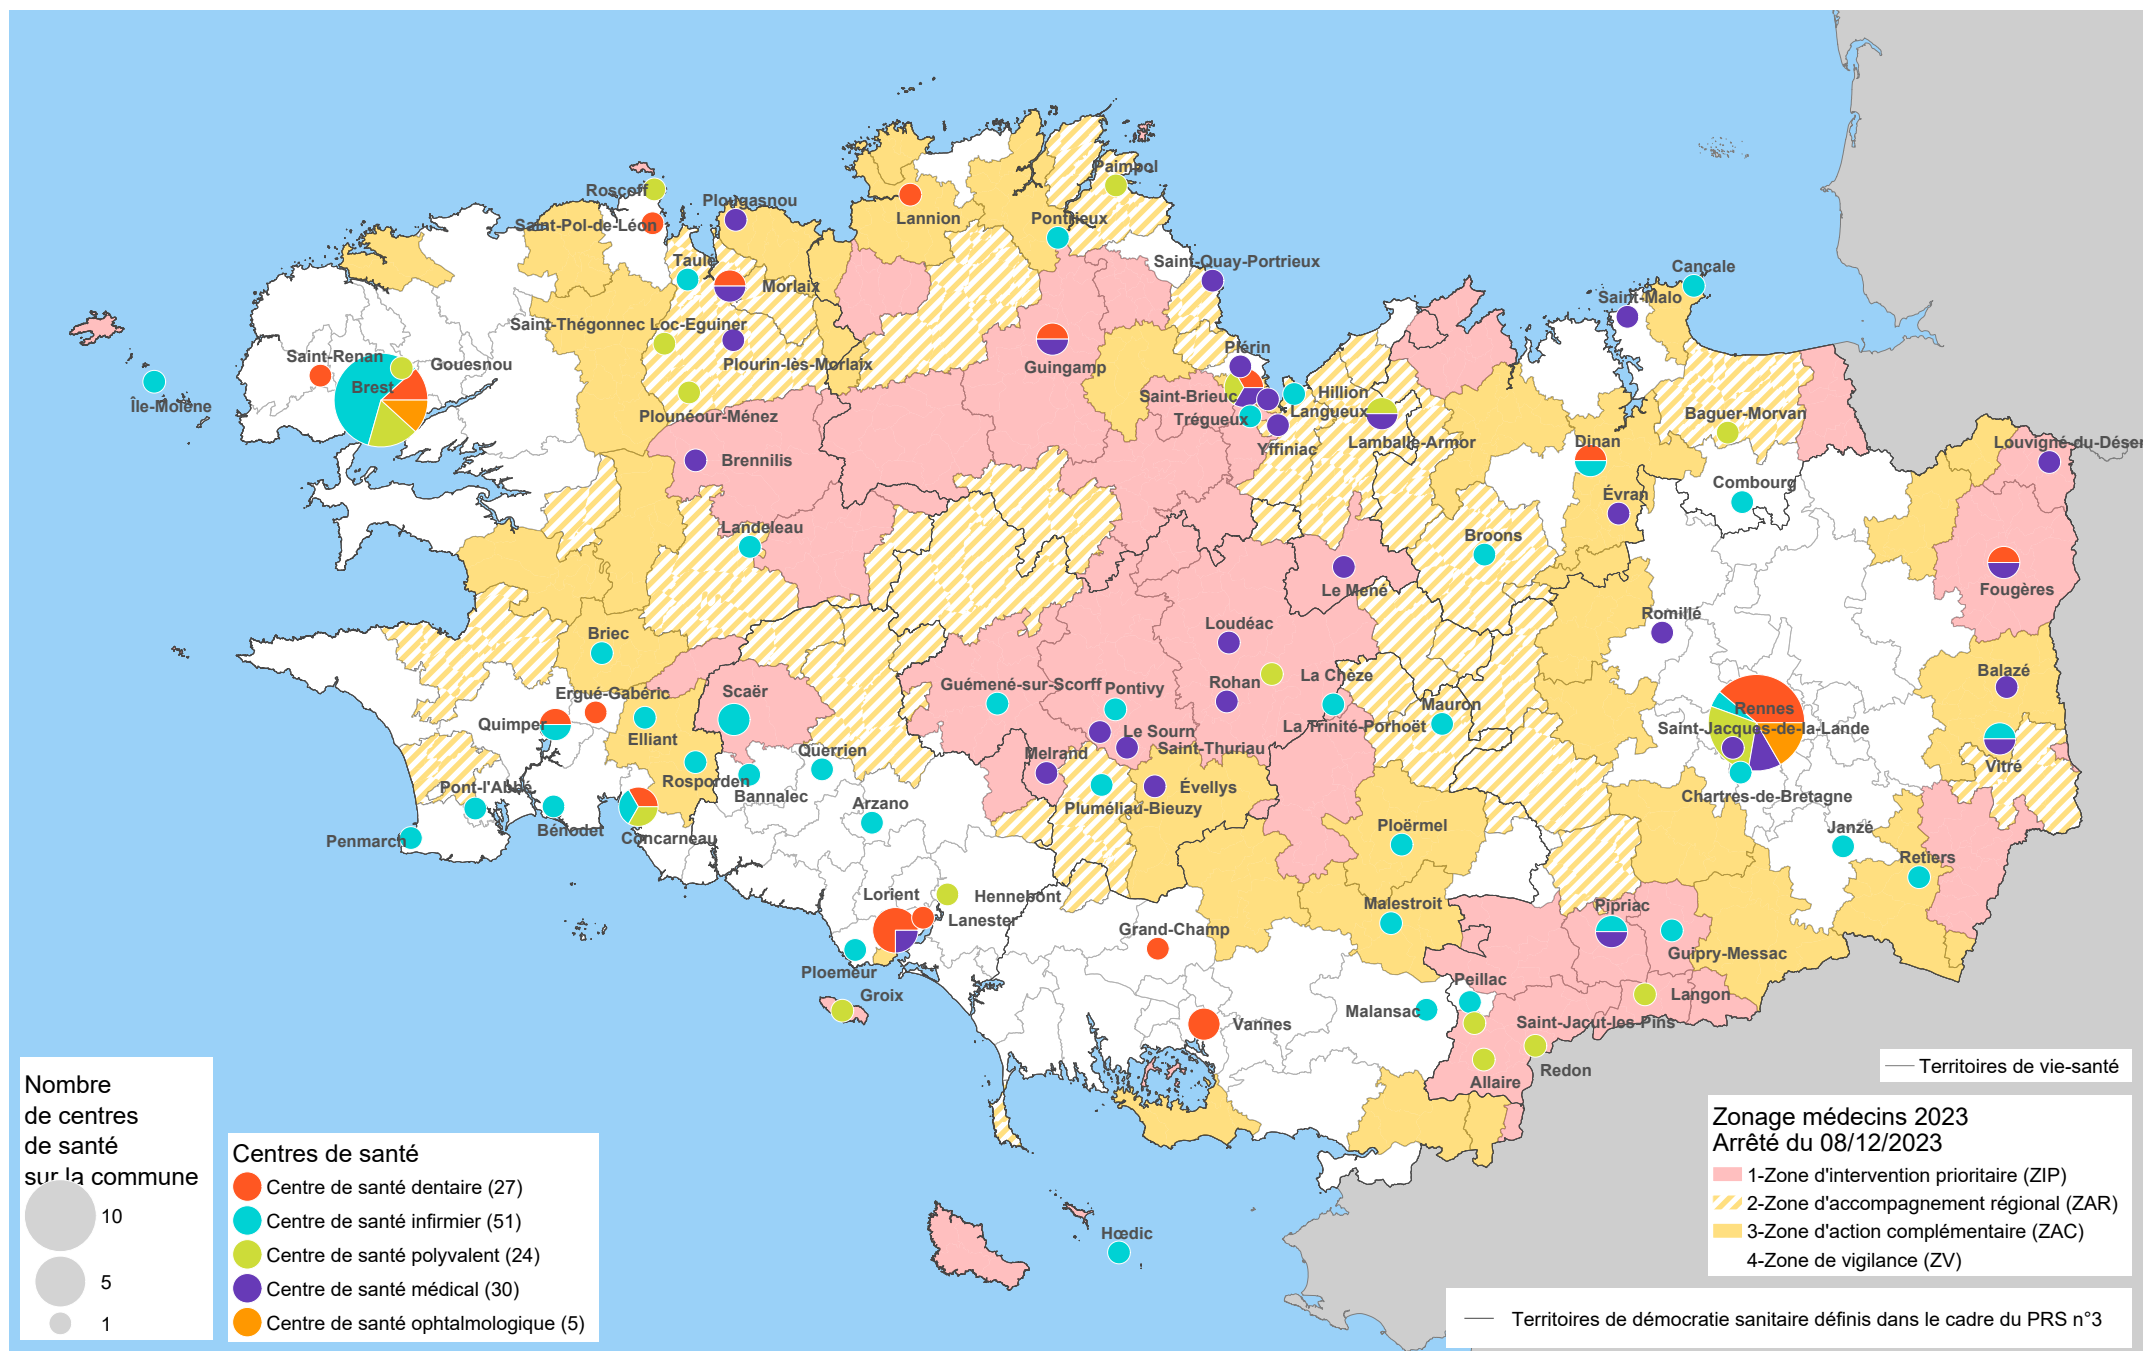 Paimpol
Roscoff
Plougasnou
Lannion
Pontrieux
Saint-Pol-de-Léon
Taulé
Morlaix
Saint-Quay-Portrieux
Cancale
Saint-Malo
Saint-Thégonnec Loc-Eguiner
Saint-Renan
Gouesnou
Plourin-lès-Morlaix
Guingamp
Plérin
Brest
Île-Molène
Plounéour-Ménez
Saint-Brieuc
Hillion
Langueux
Trégueux
Yffiniac
Lamballe-Armor
Baguer-Morvan
Dinan
Louvigné-du-Déser
Brennilis
Combourg
Évran
Landeleau
Broons
Le Mené
Fougères
Romillé
Briec
Loudéac
Balazé
Ergué-Gabéric
Scaër
Guémené-sur-Scorff
Pontivy
Rohan
La Chèze
Mauron
Rennes
Quimper
Elliant
Le Sourn
La Trinité-Porhoët
Saint-Jacques-de-la-Lande
Querrien
Melrand
Saint-Thuriau
Vitré
Rosporden
Pont-l'Abbé
Bannalec
Évellys
Chartres-de-Bretagne
Arzano
Pluméliau-Bieuzy
Bénodet
Concarneau
Penmarch
Ploërmel
Janzé
Retiers
Lorient
Hennebont
Lanester
Malestroit
Pipriac
Grand-Champ
Guipry-Messac
Ploemeur
Groix
Peillac
Langon
Malansac
Vannes
Saint-Jacut-les-Pins
Redon
Allaire
Hœdic
Nombre
de centres
de santé
sur la commune
10
5
1
Centres de santé
Centre de santé dentaire (27)
Centre de santé infirmier (51)
Centre de santé polyvalent (24)
Centre de santé médical (30)
Centre de santé ophtalmologique (5)
Territoires de vie-santé
Zonage médecins 2023
Arrêté du 08/12/2023
1-Zone d'intervention prioritaire (ZIP)
2-Zone d'accompagnement régional (ZAR)
3-Zone d'action complémentaire (ZAC)
4-Zone de vigilance (ZV)
Territoires de démocratie sanitaire définis dans le cadre du PRS n°3